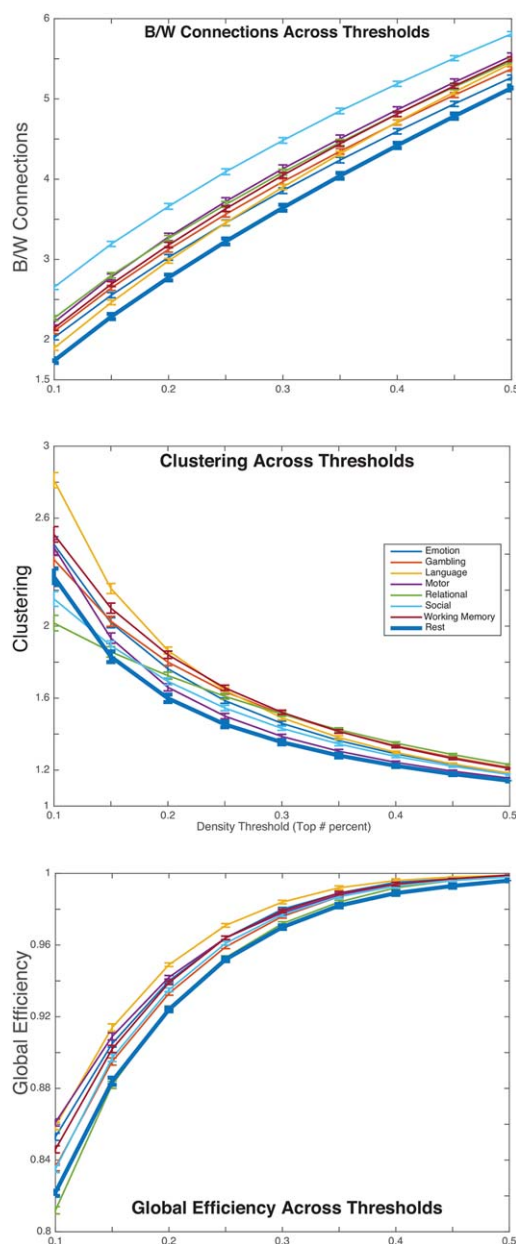 B/W Connections Across Thresholds
B/W Connections
6
5
4
3
2
1.5
0.1
0.2
0.3
0.4
0.5
Clustering Across Thresholds
Clustering
3
2.6
2
1.6
1.2
1
Emotion
Gambling
Language
Motor
Relational
Social
Working Memory
Rest
0.1
0.2
0.3
0.4
0.5
Density Threshold (Top # percent)
Global Efficiency
1
0.96
0.92
0.88
0.84
0.8
Global Efficiency Across Thresholds
0.1
0.2
0.3
0.4
0.5